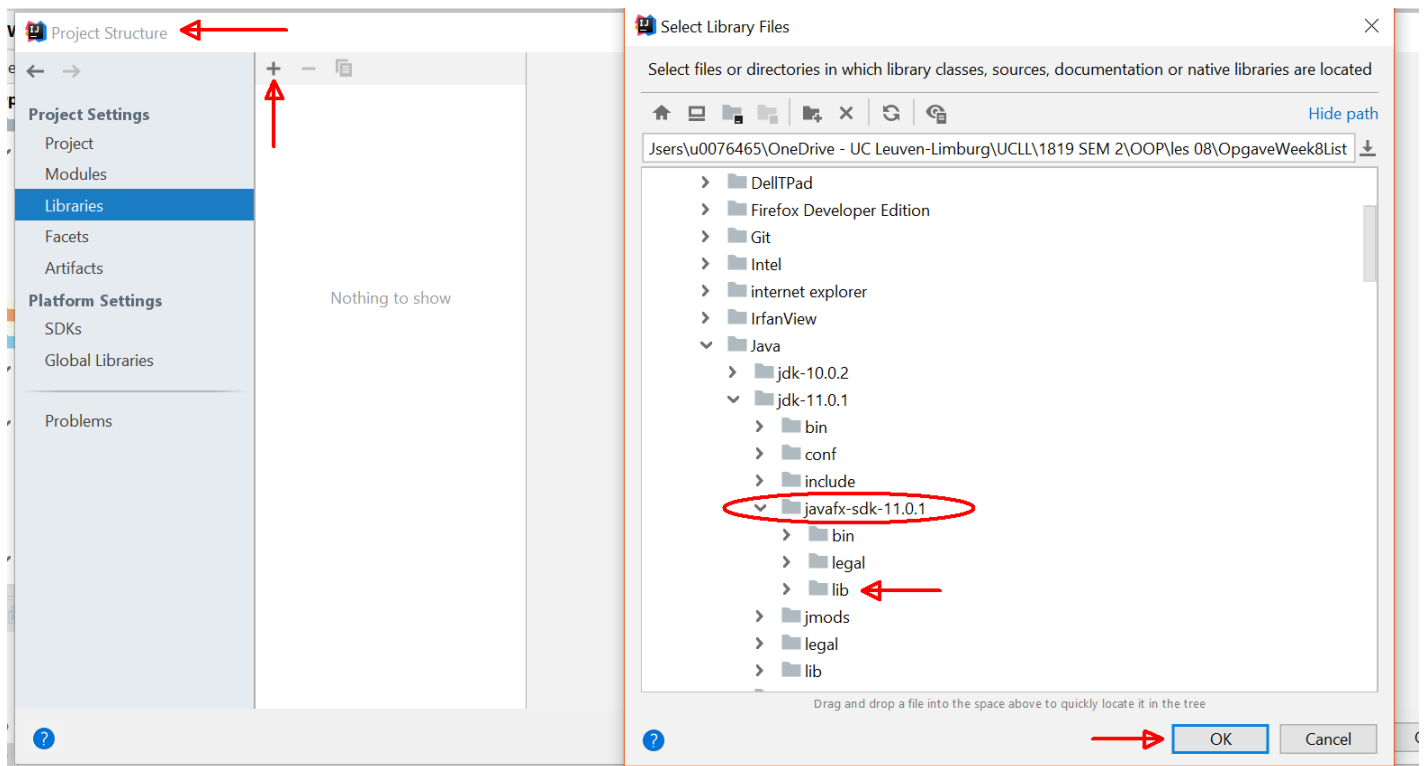 Project Structure
Project Settings
Project
Modules
Libraries
Facets
Artifacts
Platform Settings
SDKs
Global Libraries
Problems
Nothing to show
?
Select Library Files
Select files or directories in which library classes, sources, documentation or native libraries are located
Hide path
Jsers\u0076465\OneDrive - UC Leuven-Limburg\UCLL\1819 SEM 2\OOP\les 08\OpgaveWeek8List
DellTPad
Firefox Developer Edition
Git
Intel
internet explorer
IrfanView
Java
jdk-10.0.2
jdk-11.0.1
bin
conf
include
javafx-sdk-11.0.1
bin
legal
lib
jmods
legal
lib
Drag and drop a file into the space above to quickly locate it in the tree
?
OK
Cancel